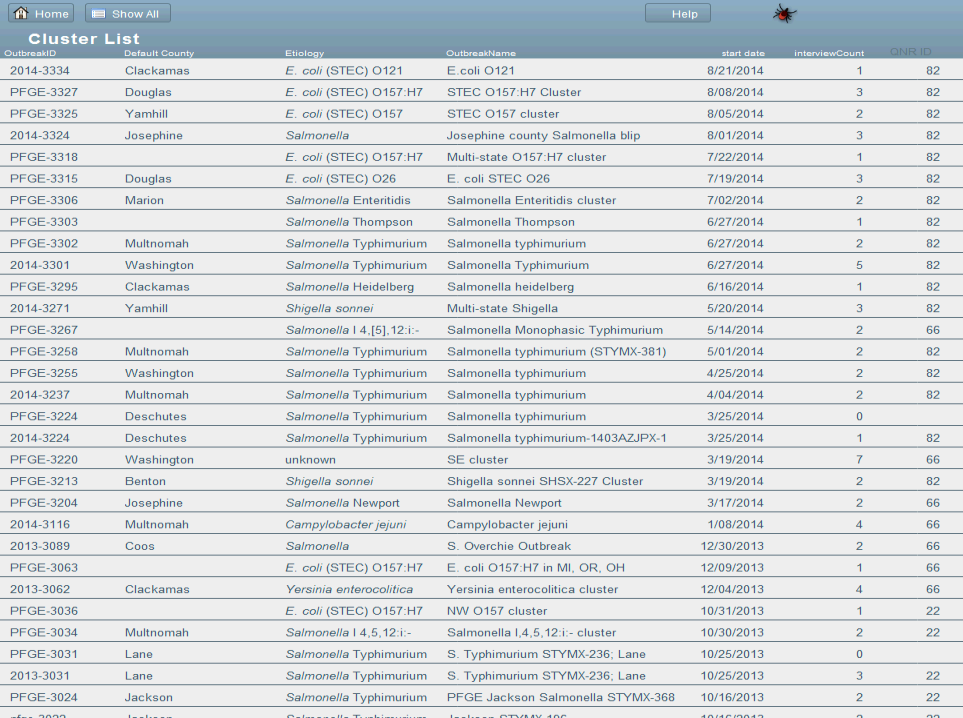 Home Show All Help
Cluster List
OutbreakID Default County Etiology OutbreakName start date interviewCount QNR ID
2014-3334 Clackamas E. coli (STEC) O121 E.coli O121 8/21/2014 1 82
PFGE-3327 Douglas E. coli (STEC) O157:H7 STEC O157:H7 Cluster 8/08/2014 3 82
PFGE-3325 Yamhill E. coli (STEC) O157 STEC O157 cluster 8/05/2014 2 82
2014-3324 Josephine Salmonella Josephine county Salmonella blip 8/01/2014 3 82
PFGE-3318 E. coli (STEC) O157:H7 Multi-state O157:H7 cluster 7/22/2014 1 82
PFGE-3315 Douglas E. coli (STEC) O26 E. coli STEC O26 7/19/2014 3 82
PFGE-3306 Marion Salmonella Enteritidis Salmonella Enteritidis cluster 7/02/2014 2 82
PFGE-3303 Salmonella Thompson Salmonella Thompson 6/27/2014 1 82
PFGE-3302 Multnomah Salmonella Typhimurium Salmonella typhimurium 6/27/2014 2 82
2014-3301 Washington Salmonella Typhimurium Salmonella Typhimurium 6/27/2014 5 82
PFGE-3295 Clackamas Salmonella Heidelberg Salmonella heidelberg 6/16/2014 1 82
2014-3271 Yamhill Shigella sonnei Multi-state Shigella 5/20/2014 3 82
PFGE-3267 Salmonella I 4,[5],12:i:- Salmonella Monophasic Typhimurium 5/14/2014 2 66
PFGE-3258 Multnomah Salmonella Typhimurium Salmonella typhimurium (STYMX-381) 5/01/2014 2 82
PFGE-3255 Washington Salmonella Typhimurium Salmonella typhimurium 4/25/2014 2 82
2014-3237 Multnomah Salmonella Typhimurium Salmonella typhimurium 4/04/2014 2 82
PFGE-3224 Deschutes Salmonella Typhimurium Salmonella typhimurium 3/25/2014 0
2014-3224 Deschutes Salmonella Typhimurium Salmonella typhimurium-1403AZJPX-1 3/25/2014 1 82
PFGE-3220 Washington unknown SE cluster 3/19/2014 7 66
PFGE-3213 Benton Shigella sonnei Shigella sonnei SHSX-227 Cluster 3/19/2014 2 82
PFGE-3204 Josephine Salmonella Newport Salmonella Newport 3/17/2014 2 66
2014-3116 Multnomah Campylobacter jejuni Campylobacter jejuni 1/08/2014 4 66
2013-3089 Coos Salmonella S. Overchie Outbreak 12/30/2013 2 66
PFGE-3063 E. coli (STEC) O157:H7 E. coli O157:H7 in MI, OR, OH 12/09/2013 1 66
2013-3062 Clackamas Yersinia enterocolitica Yersinia enterocolitica cluster 12/04/2013 4 66
PFGE-3036 E. coli (STEC) O157:H7 NW O157 cluster 10/31/2013 1 22
PFGE-3034 Multnomah Salmonella I 4,5,12:i:- Salmonella I,4,5,12:i:- cluster 10/30/2013 2 22
PFGE-3031 Lane Salmonella Typhimurium S. Typhimurium STYMX-236; Lane 10/25/2013 0
2013-3031 Lane Salmonella Typhimurium S. Typhimurium STYMX-236; Lane 10/25/2013 3 22
PFGE-3024 Jackson Salmonella Typhimurium PFGE Jackson Salmonella STYMX-368 10/16/2013 2 22